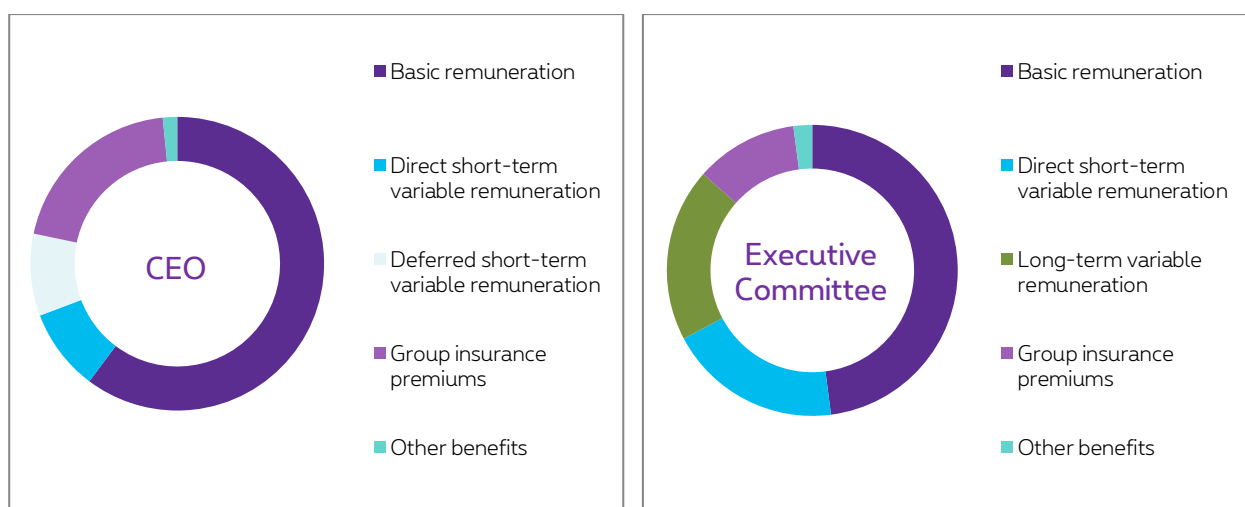 Basic remuneration
Direct short-term
variable remuneration
CEO
Deferred short-term
variable remuneration
Group insurance
premiums
Other benefits
Basic remuneration
Direct short-term
variable remuneration
Executive
Committee
Long-term variable
remuneration
Group insurance
premiums
Other benefits